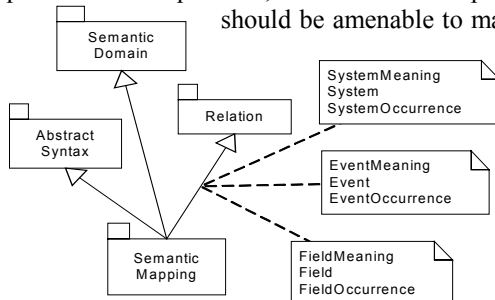 should be amenable to ma
Semantic
Domain
Abstract
Syntax
Relation
Semantic
Mapping
SystemMeaning
System
SystemOccurrence
EventMeaning
Event
EventOccurrence
FieldMeaning
Field
FieldOccurrence